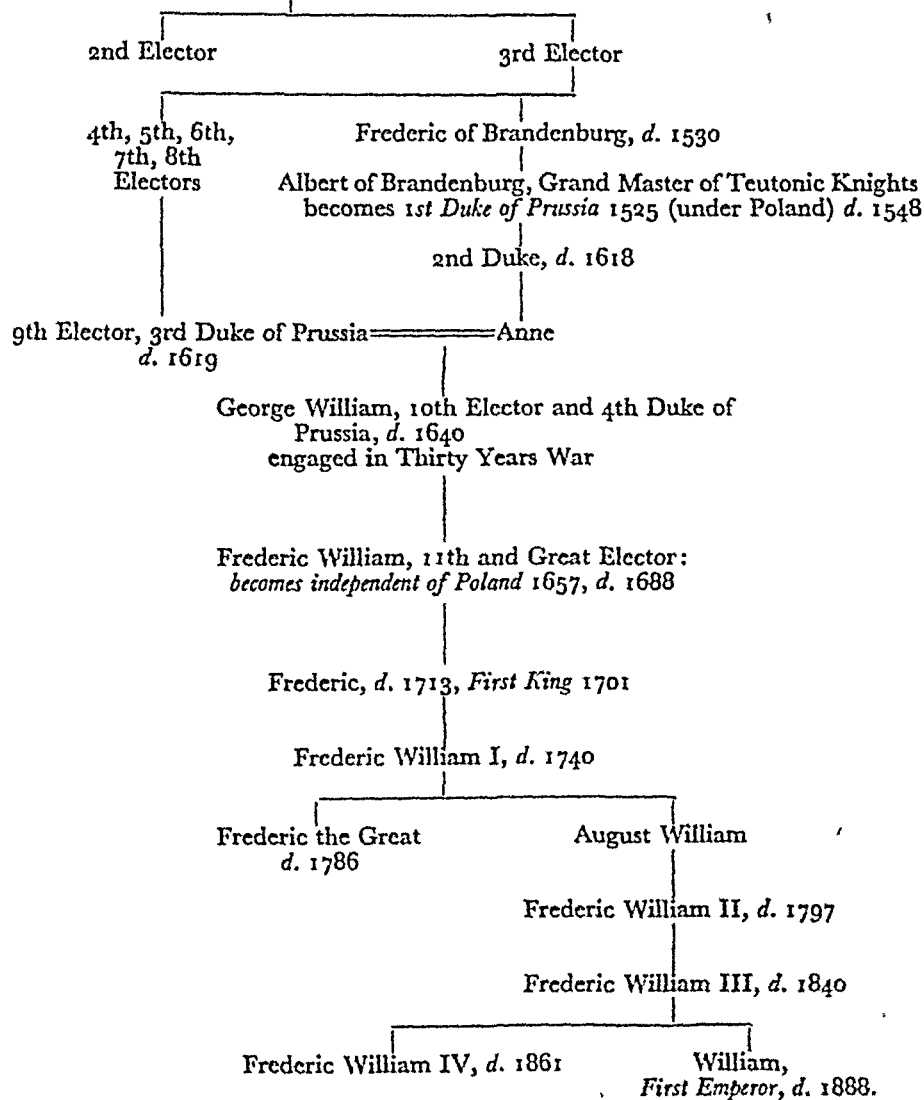 2nd Elector
3rd Elector
4th, 5th, 6th,
7th, 8th
Electors
Frederic of Brandenburg, d. 1530
Albert of Brandenburg, Grand Master of Teutonic Knights
becomes 1st Duke of Prussia 1525 (under Poland) d. 1548
2nd Duke, d. 1618
9th Elector, 3rd Duke of Prussia
d. 1619
Anne
George William, 10th Elector and 4th Duke of
Prussia, d. 1640
engaged in Thirty Years War
Frederic William, 11th and Great Elector:
becomes independent of Poland 1657, d. 1688
Frederic, d. 1713, First King 1701
Frederic William I, d. 1740
Frederic the Great
d. 1786
August William
Frederic William II, d. 1797
Frederic William III, d. 1840
Frederic William IV, d. 1861
William,
First Emperor, d. 1888.